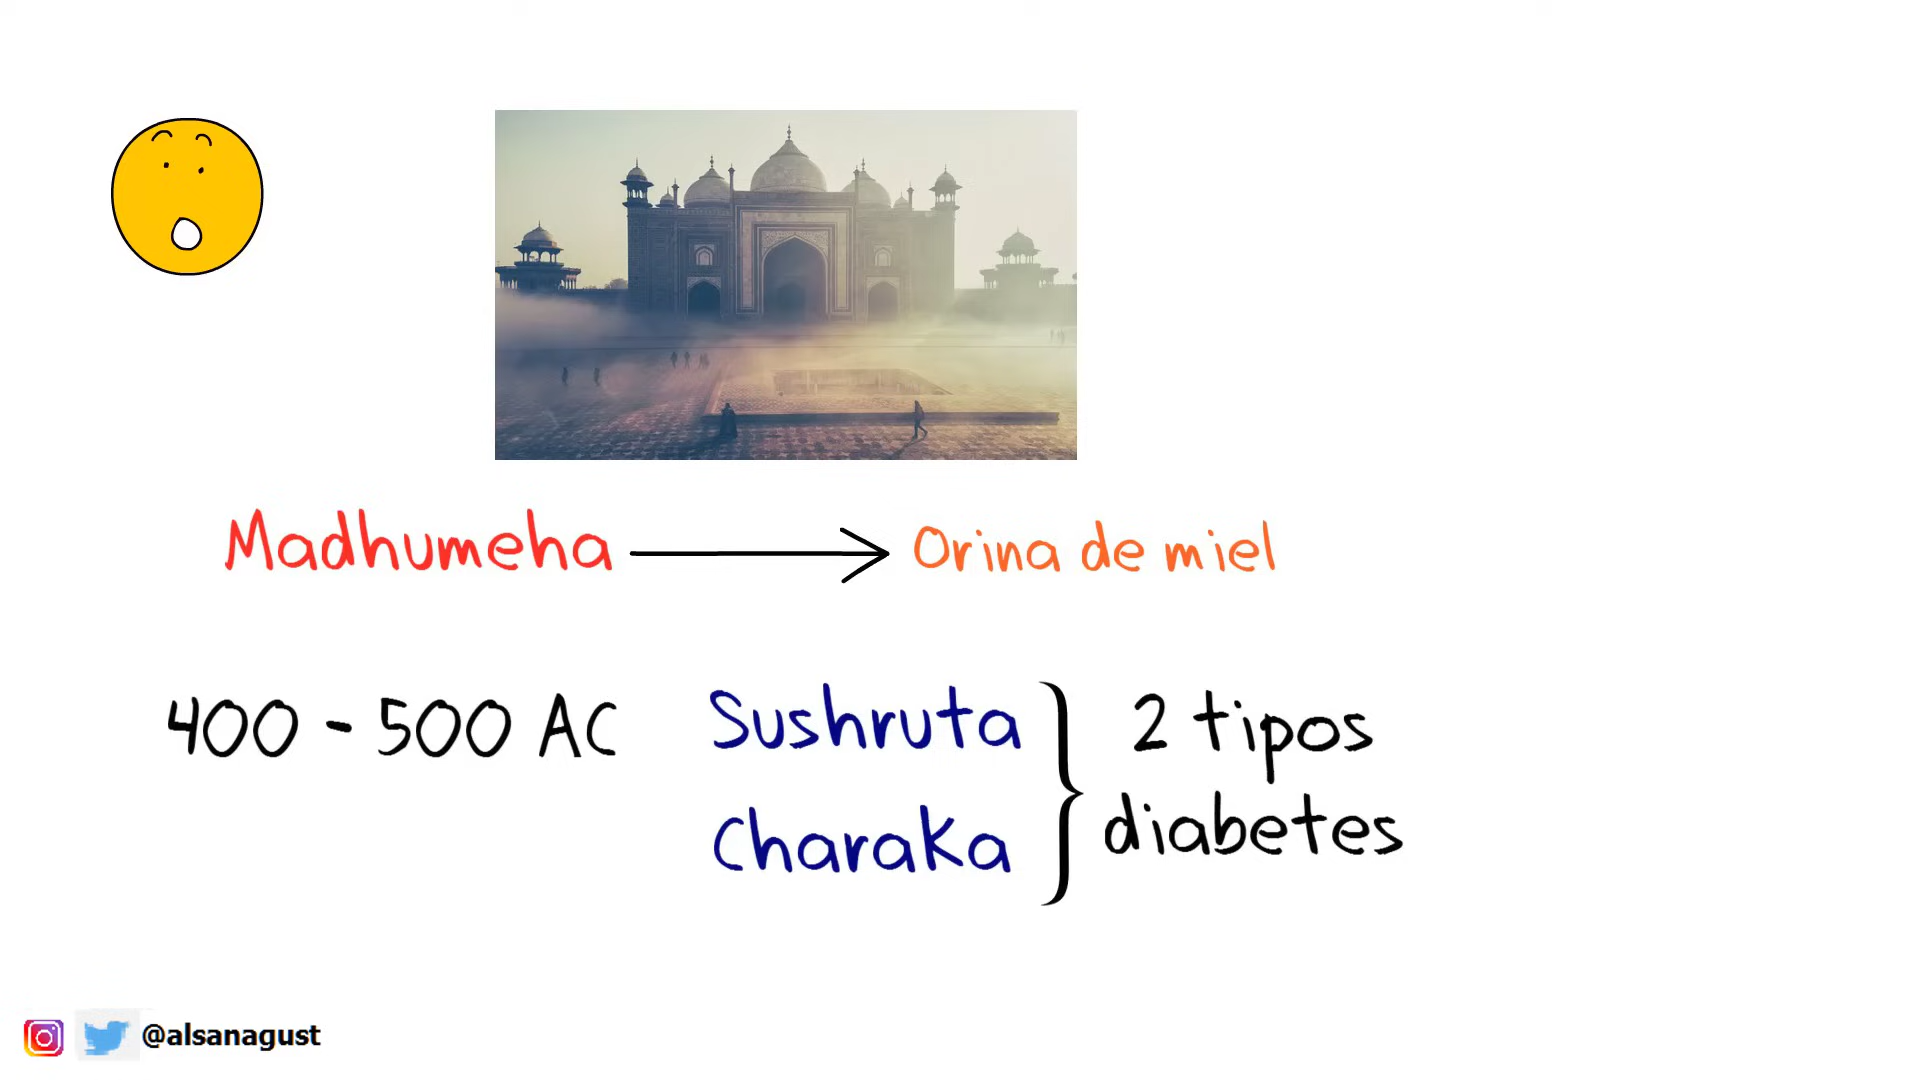 Madhumeha Orina de miel
400 - 500 AC Sushruta 2 tipos
Charaka diabetes
@alsanagust